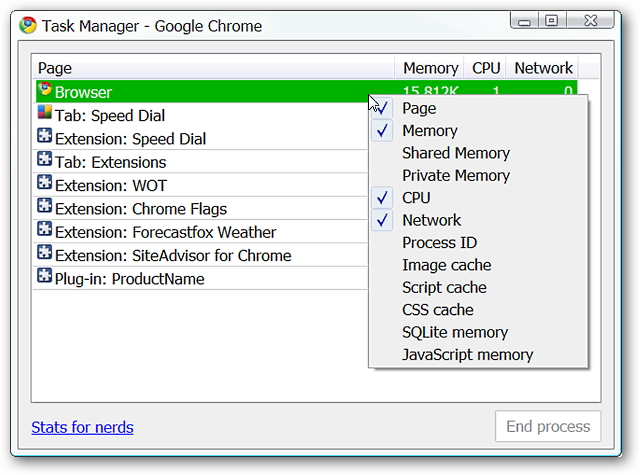 Task Manager - Google Chrome
Page Memory CPU Network
Browser 15,812K 1 0
Tab: Speed Dial
Extension: Speed Dial
Tab: Extensions
Extension: WOT
Extension: Chrome Flags
Extension: Forecastfox Weather
Extension: SiteAdvisor for Chrome
Plug-in: ProductName
Page
Memory
Shared Memory
Private Memory
CPU
Network
Process ID
Image cache
Script cache
CSS cache
SQLite memory
JavaScript memory
Stats for nerds
End process